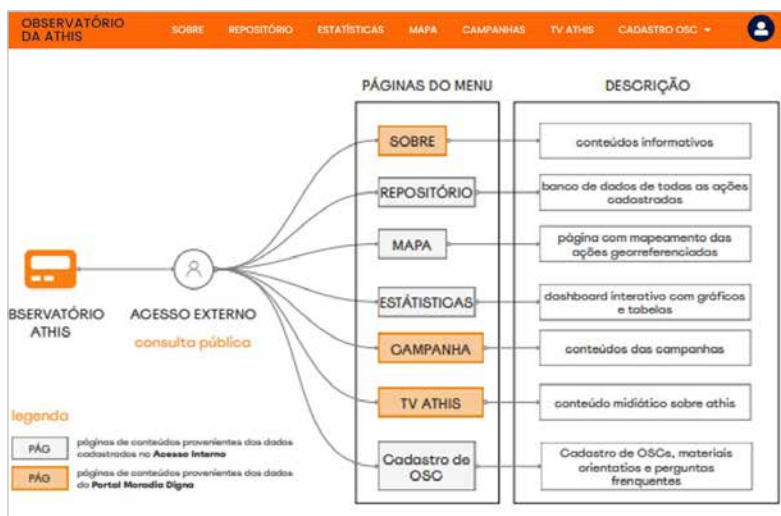 OBSERVATÓRIO
DA ATHIS
SOBRE REPOSITÓRIO ESTATÍSTICAS MAPA CAMPANHAS TV ATHIS CADASTRO OSC
PÁGINAS DO MENU
DESCRIÇÃO
SOBRE
conteúdos informativos
REPOSITÓRIO
banco de dados de todas as ações
cadastradas
MAPA
página com mapeamento das
ações georreferenciadas
ESTÁTISTICAS
dashboard interativo com gráficos
e tabelas
CAMPANHA
conteúdos das campanhas
TV ATHIS
conteúdo midiático sobre athis
Cadastro de
OSC
Cadastro de OSCs, materiais
orientatios e perguntas
frenquentes
BSERVATÓRIO
ATHIS
ACESSO EXTERNO
consulta pública
legenda
PÁG
páginas de conteúdos provenientes dos dados
cadastrados no Acesso Interno
PÁG
páginas de conteúdos provenientes dos dados
do Portal Moradia Digna